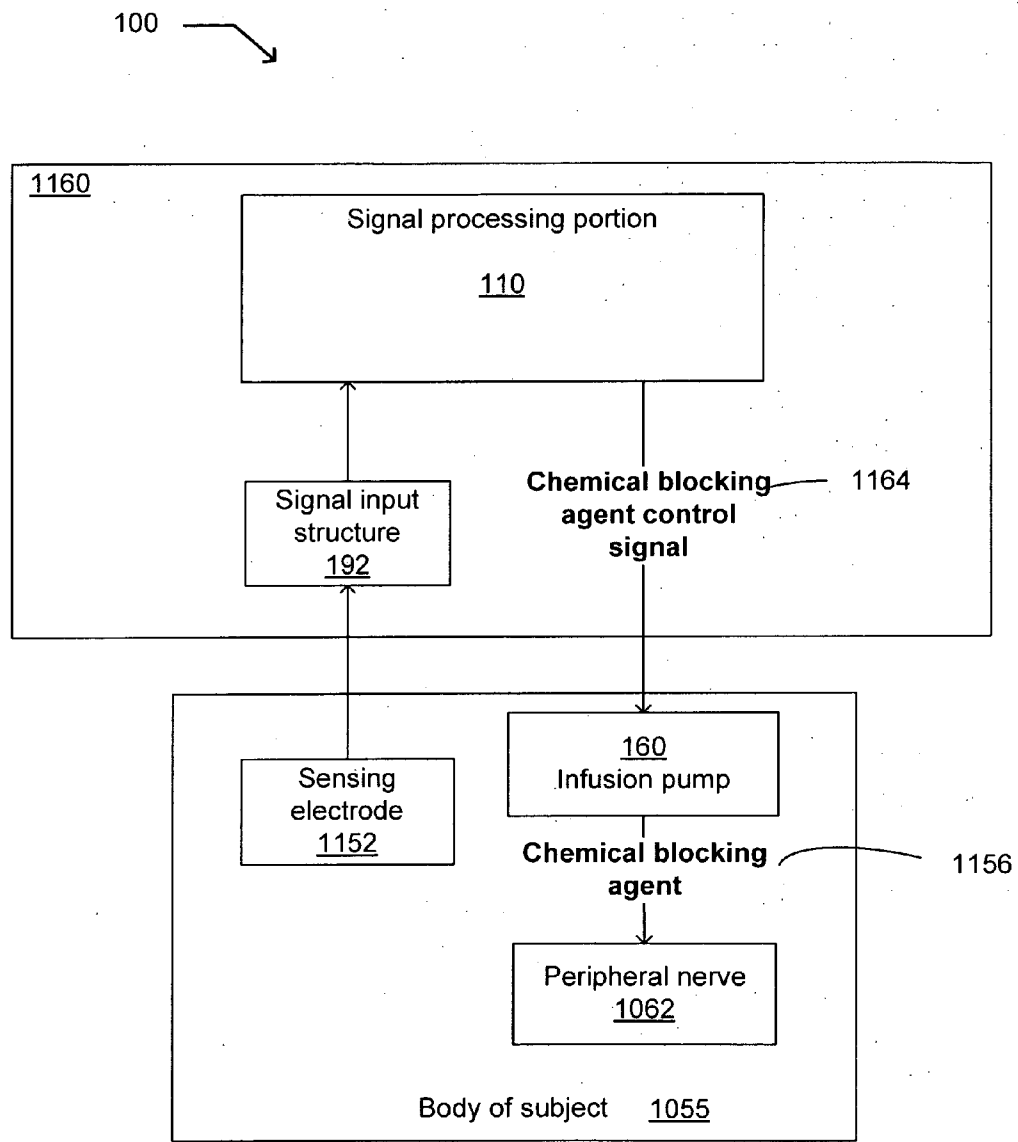 100
1160
Signal processing portion
110
Signal input
structure
192
Chemical blocking
agent control
signal
1164
Sensing
electrode
1152
160
Infusion pump
Chemical blocking
agent
1156
Peripheral nerve
1062
Body of subject 1055